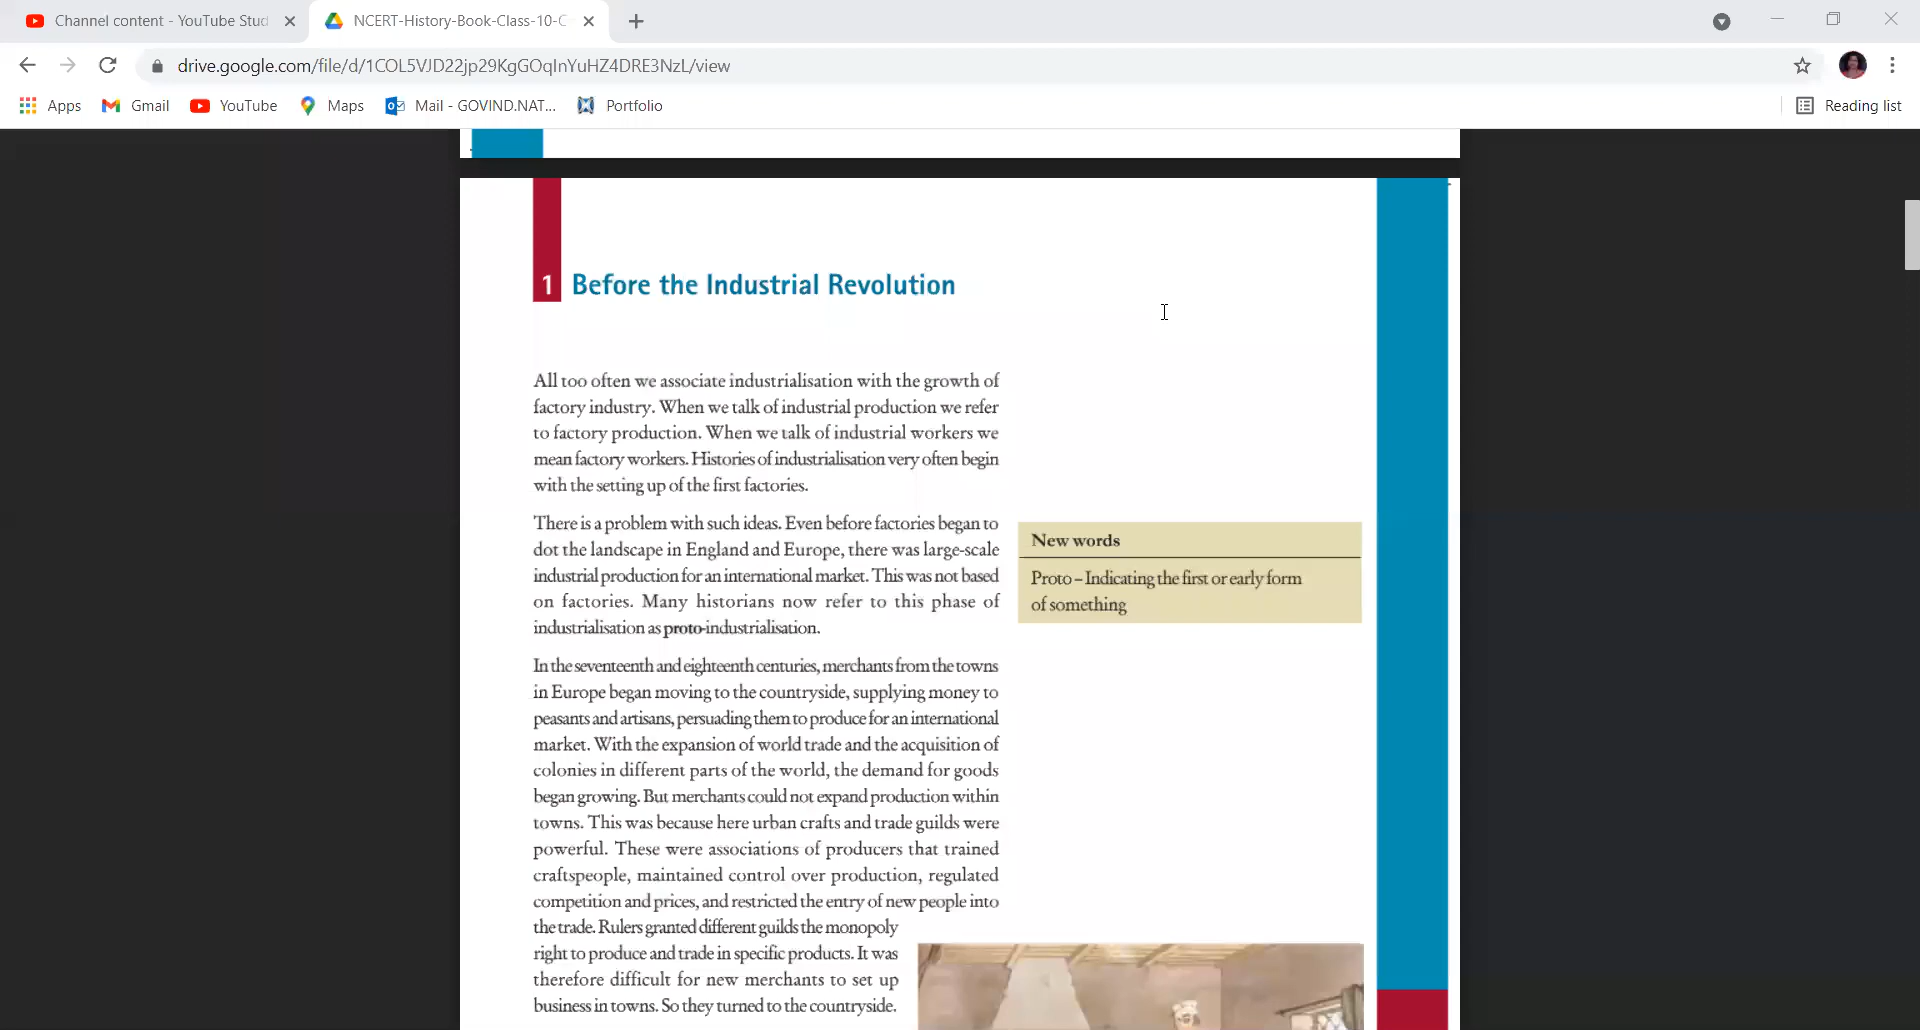 Channel content - YouTube Stud
NCERT-History-Book-Class-10-C
drive.google.com/file/d/1COL5VJD22jp29KgGOqInYuHZ4DRE3NzL/view
Apps
Gmail
YouTube
Maps
Mail - GOVIND.NAT...
Portfolio
Reading list
1 Before the Industrial Revolution
All too often we associate industrialisation with the growth of
factory industry. When we talk of industrial production we refer
to factory production. When we talk of industrial workers we
mean factory workers. Histories of industrialisation very often begin
with the setting up of the first factories.
There is a problem with such ideas. Even before factories began to
dot the landscape in England and Europe, there was large-scale
industrial production for an international market. This was not based
on factories. Many historians now refer to this phase of
industrialisation as proto-industrialisation.
New words
Proto – Indicating the first or early form
of something
In the seventeenth and eighteenth centuries, merchants from the towns
in Europe began moving to the countryside, supplying money to
peasants and artisans, persuading them to produce for an international
market. With the expansion of world trade and the acquisition of
colonies in different parts of the world, the demand for goods
began growing. But merchants could not expand production within
towns. This was because here urban crafts and trade guilds were
powerful. These were associations of producers that trained
craftspeople, maintained control over production, regulated
competition and prices, and restricted the entry of new people into
the trade. Rulers granted different guilds the monopoly
right to produce and trade in specific products. It was
therefore difficult for new merchants to set up
business in towns. So they turned to the countryside.